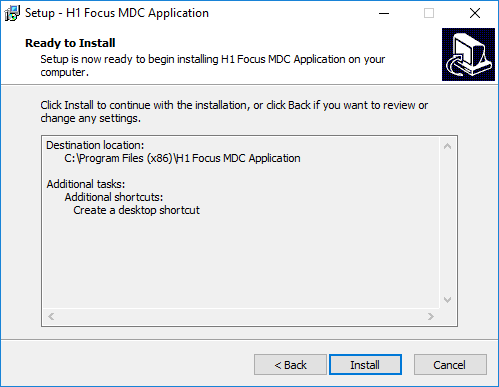 Setup - H1 Focus MDC Application
Ready to Install
Setup is now ready to begin installing H1 Focus MDC Application on your
computer.
Click Install to continue with the installation, or click Back if you want to review or
change any settings.
Destination location:
C:\Program Files (x86)\H1 Focus MDC Application
Additional tasks:
Additional shortcuts:
Create a desktop shortcut
< Back
Install
Cancel